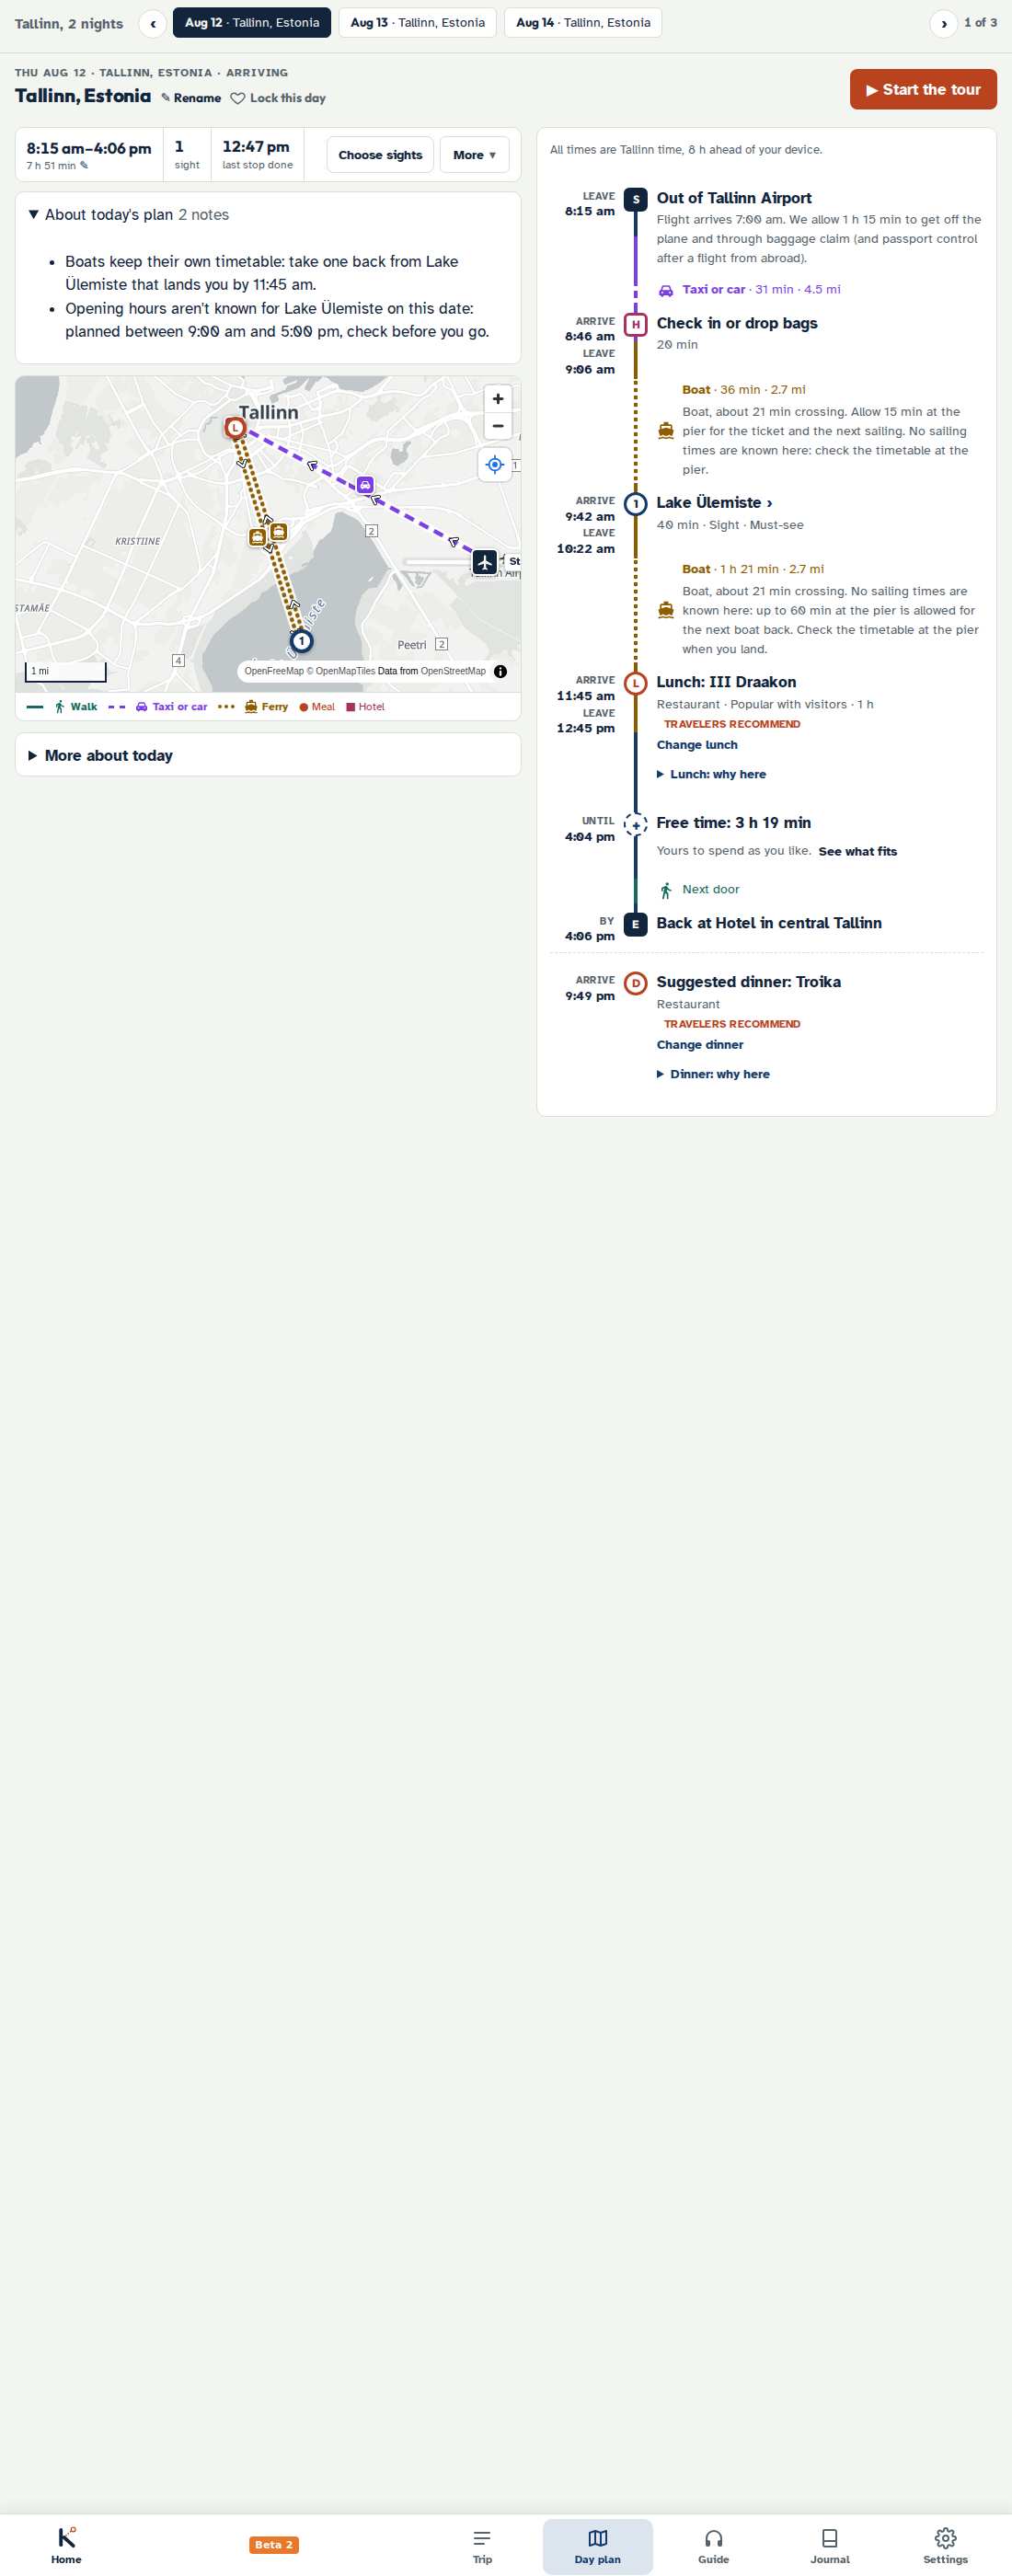 Tallinn, 2 nights
‹
Aug 12 · Tallinn, Estonia
Aug 13 · Tallinn, Estonia
Aug 14 · Tallinn, Estonia
›
1 of 3
THU AUG 12 · TALLINN, ESTONIA · ARRIVING
Tallinn, Estonia
✎ Rename
Lock this day
▶ Start the tour
8:15 am–4:06 pm
7 h 51 min ✎
1
sight
12:47 pm
last stop done
Choose sights
More ▼
▼ About today's plan 2 notes
• Boats keep their own timetable: take one back from Lake
Ülemiste that lands you by 11:45 am.
• Opening hours aren't known for Lake Ülemiste on this date:
planned between 9:00 am and 5:00 pm, check before you go.
Tallinn
L
+
−
1
2
KRISTIINE
St
STAMÄE
1
Peetri
2
4
1 mi
OpenFreeMap © OpenMapTiles Data from OpenStreetMap
Walk
Taxi or car
Ferry
Meal
Hotel
▶ More about today
All times are Tallinn time, 8 h ahead of your device.
LEAVE
8:15 am
S
Out of Tallinn Airport
Flight arrives 7:00 am. We allow 1 h 15 min to get off the
plane and through baggage claim (and passport control
after a flight from abroad).
Taxi or car · 31 min · 4.5 mi
ARRIVE
8:46 am
LEAVE
9:06 am
H
Check in or drop bags
20 min
Boat · 36 min · 2.7 mi
Boat, about 21 min crossing. Allow 15 min at the
pier for the ticket and the next sailing. No sailing
times are known here: check the timetable at the
pier.
ARRIVE
9:42 am
LEAVE
10:22 am
1
Lake Ülemiste ›
40 min · Sight · Must-see
Boat · 1 h 21 min · 2.7 mi
Boat, about 21 min crossing. No sailing times are
known here: up to 60 min at the pier is allowed for
the next boat back. Check the timetable at the pier
when you land.
ARRIVE
11:45 am
LEAVE
12:45 pm
L
Lunch: III Draakon
Restaurant · Popular with visitors · 1 h
TRAVELERS RECOMMEND
Change lunch
▶ Lunch: why here
UNTIL
4:04 pm
+
Free time: 3 h 19 min
Yours to spend as you like. See what fits
Next door
BY
4:06 pm
E
Back at Hotel in central Tallinn
ARRIVE
9:49 pm
D
Suggested dinner: Troika
Restaurant
TRAVELERS RECOMMEND
Change dinner
▶ Dinner: why here
Home
Beta 2
Trip
Day plan
Guide
Journal
Settings